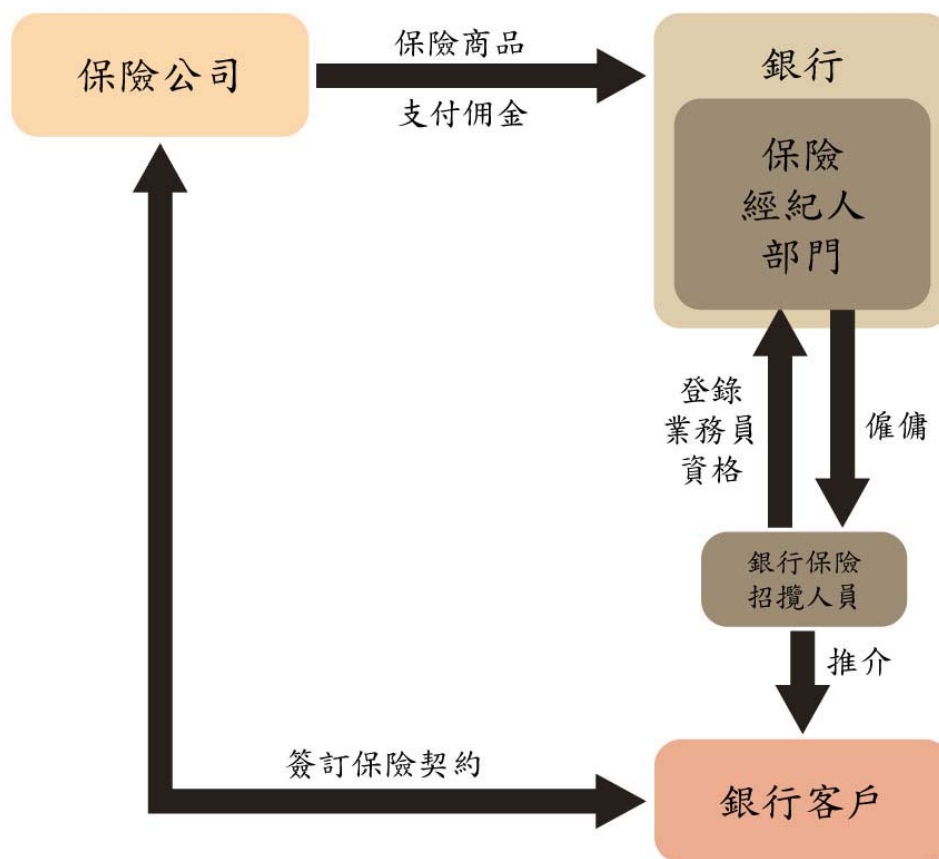 保險公司
保險商品
支付佣金
銀行
保險
經紀人
部門
登錄
業務員
資格
僱傭
銀行保險
招攬人員
推介
簽訂保險契約
銀行客戶